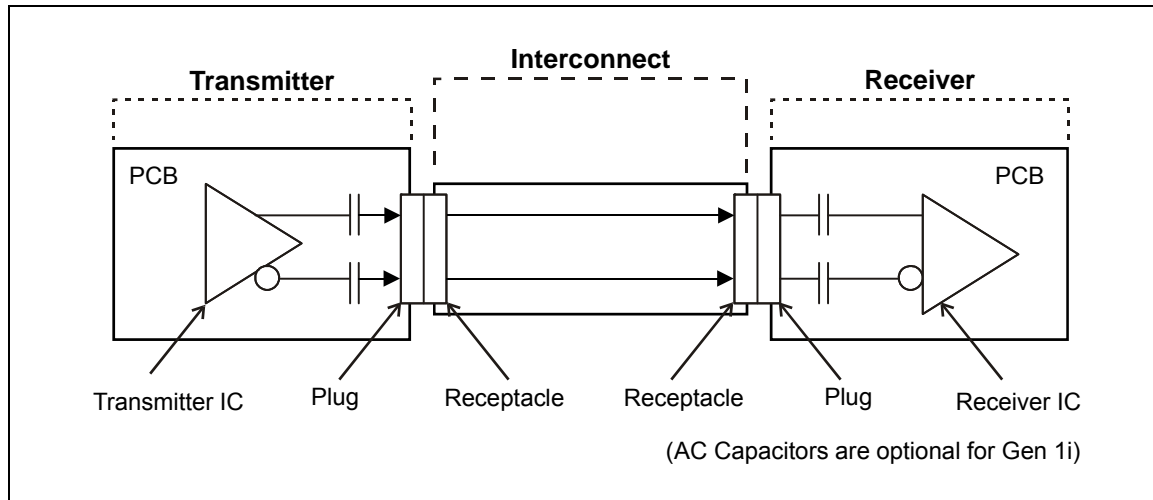 Interconnect
Transmitter
Receiver
PCB
PCB
Transmitter IC
Plug
Receptacle
Receptacle
Plug
Receiver IC
(AC Capacitors are optional for Gen 1i)